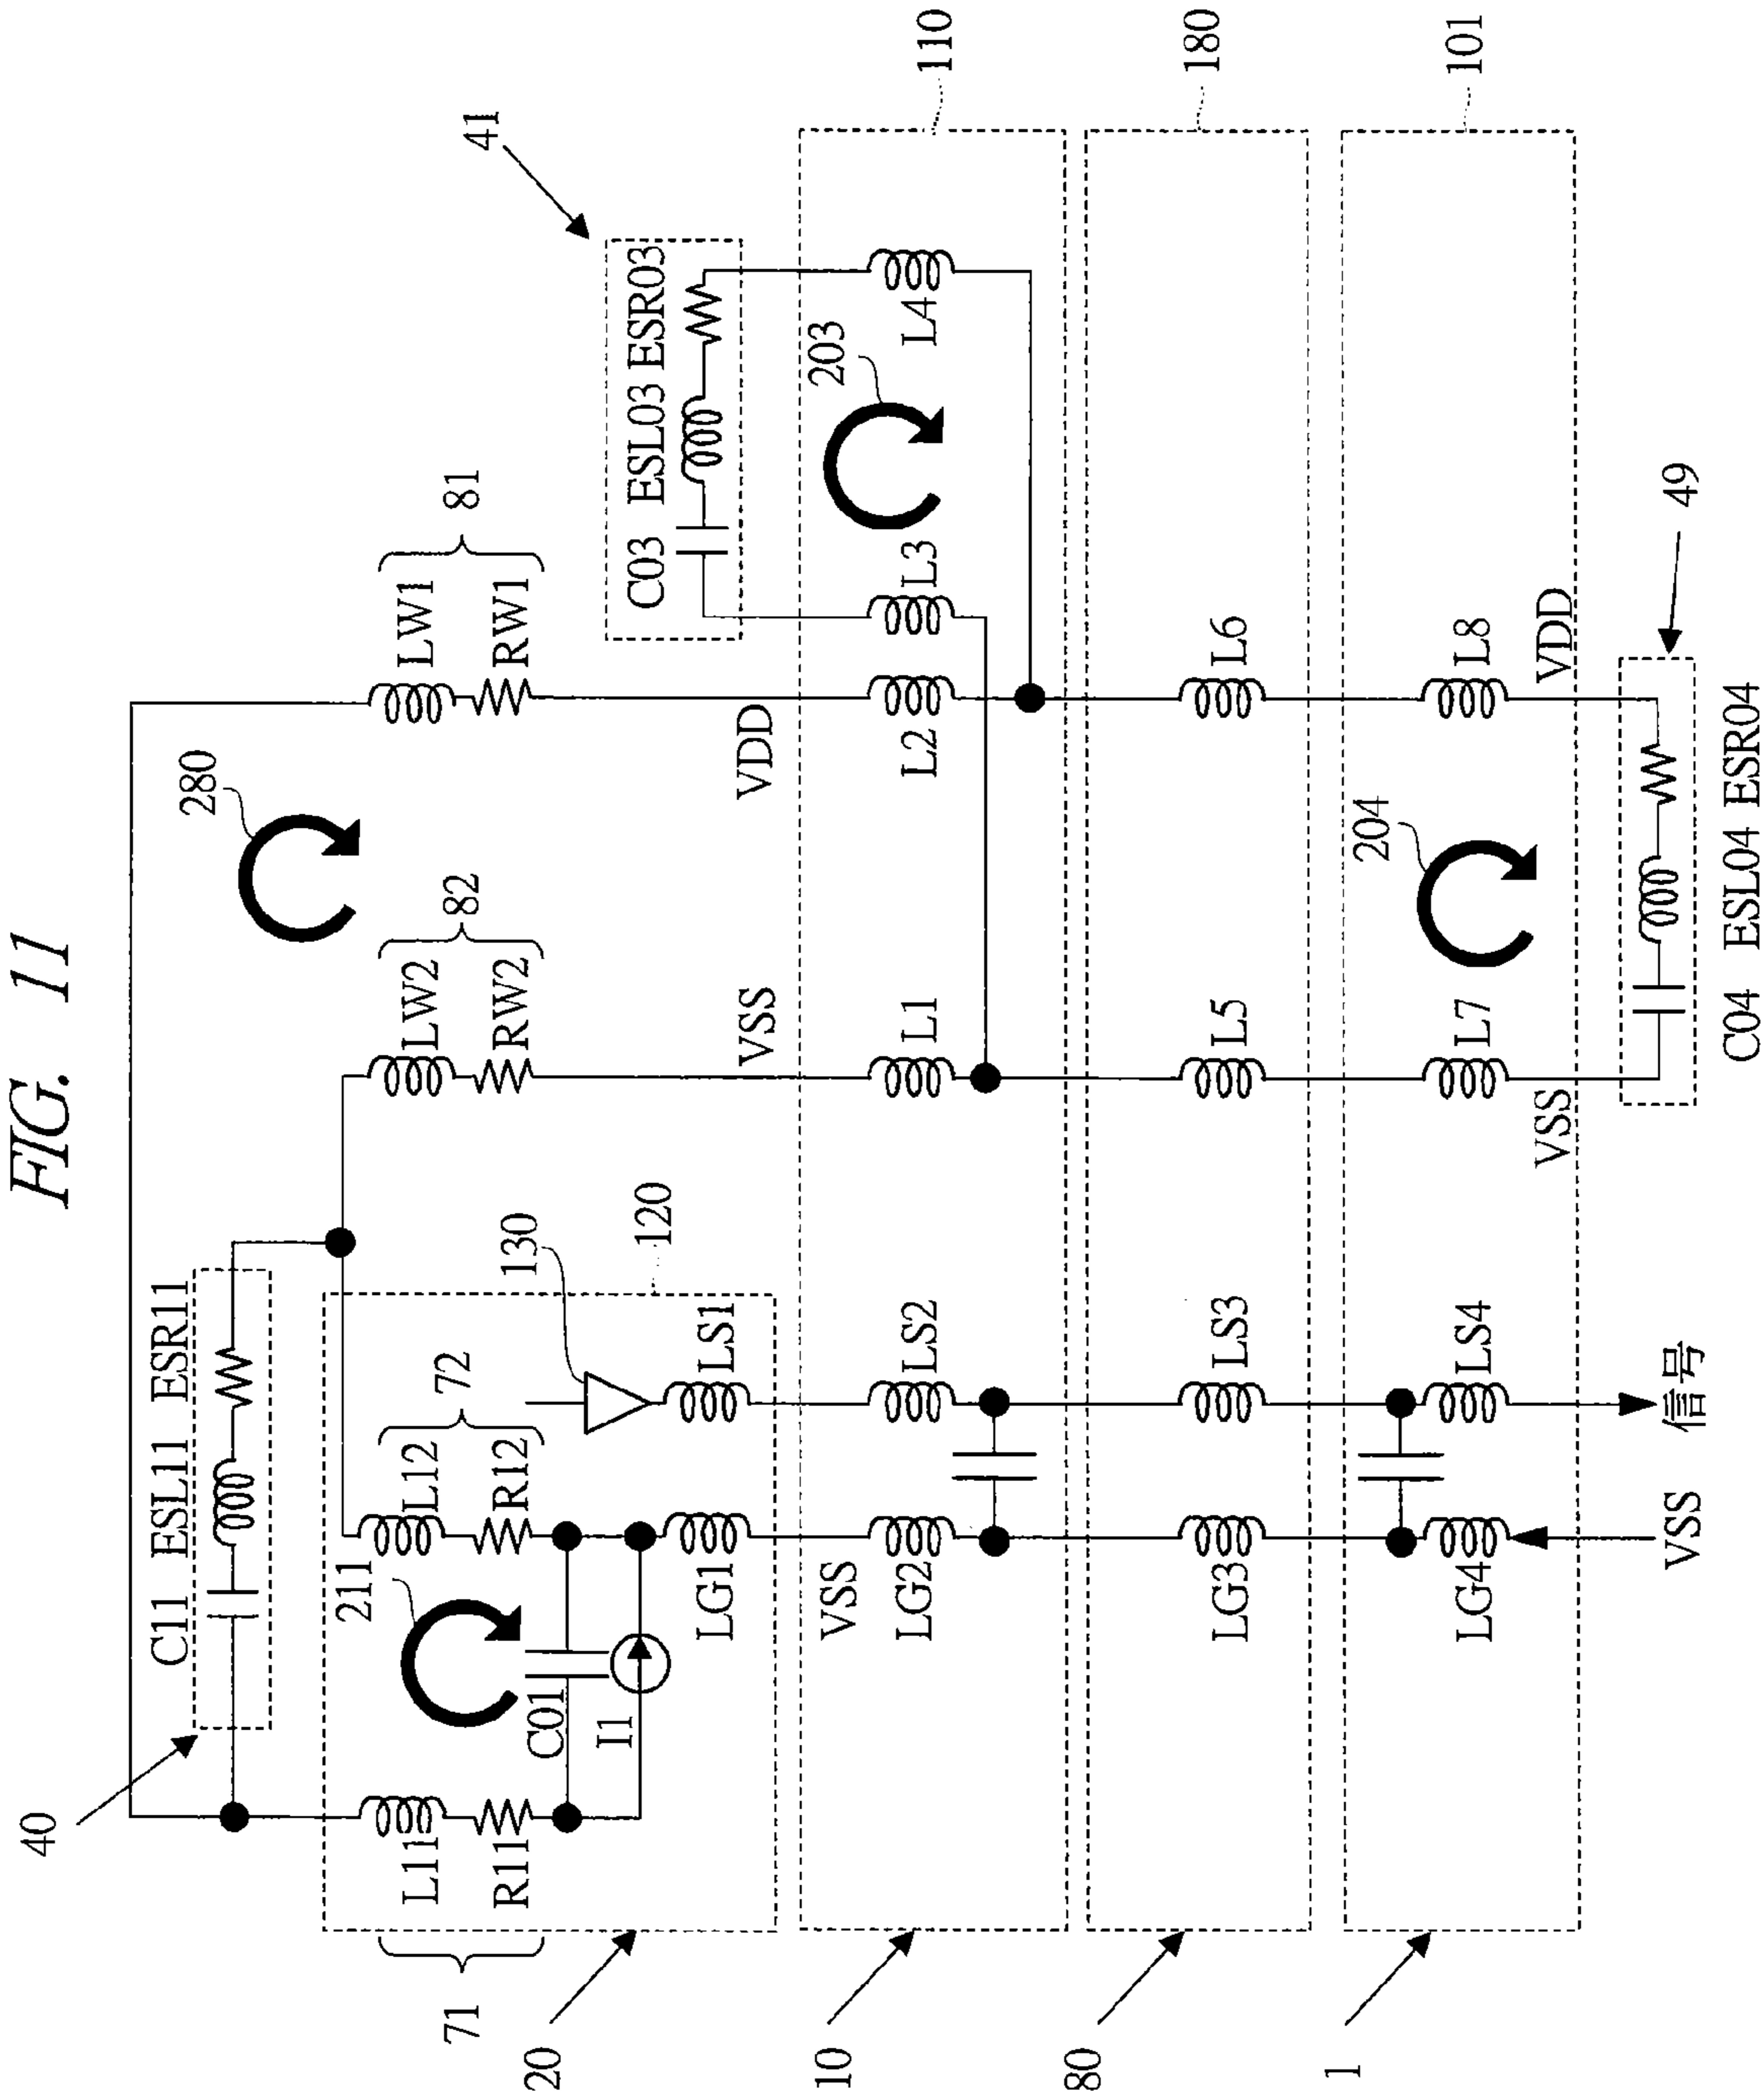 FIG. 11
40
C11 ESL11 ESR11
280
LW1
RW1
81
LW2
RW2
82
41
C03 ESL03 ESR03
71
L11
R11
211
L12
R12
72
C01
I1
130
120
LG1
LS1
20
VSS
VDD
110
203
L1
L2
L3
L4
VSS
LG2
LS2
10
180
LG3
LS3
L5
L6
80
101
204
LG4
LS4
L7
L8
1
VSS
VDD
49
VSS
信号
C04 ESL04 ESR04